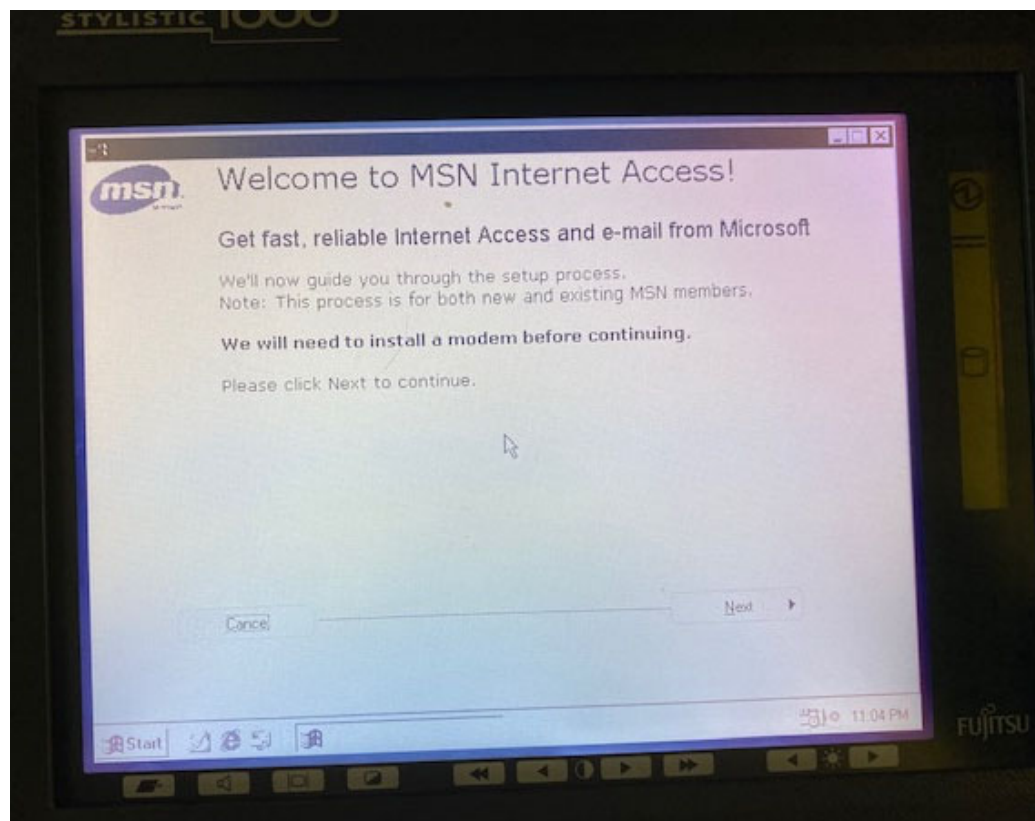 STYLISTIC 1000
msn.
Welcome to MSN Internet Access!
Get fast, reliable Internet Access and e-mail from Microsoft
We'll now guide you through the setup process.
Note: This process is for both new and existing MSN members.
We will need to install a modem before continuing.
Please click Next to continue.
Cancel
Next
Start
11:04 PM
FUJITSU